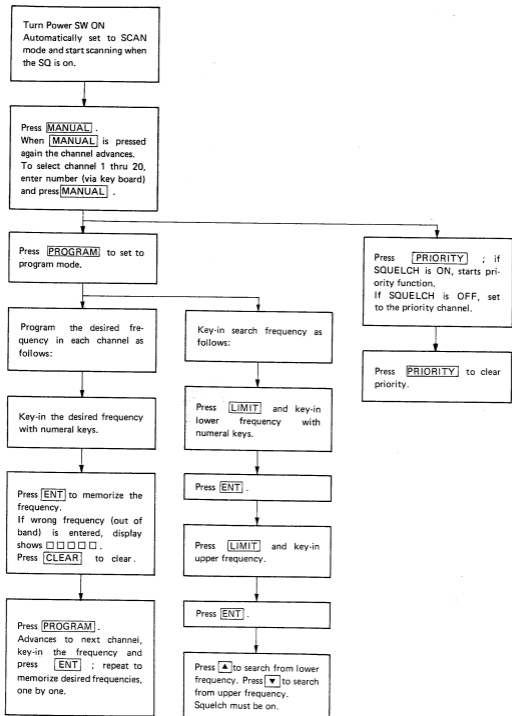 Turn Power SW ON
Automatically set to SCAN
mode and start scanning when
the SQ is on.
Press MANUAL .
When MANUAL is pressed
again the channel advances.
To select channel 1 thru 20,
enter number (via key board)
and press MANUAL .
Press PROGRAM to set to
program mode.
Press PRIORITY ; if
SQUELCH is ON, starts pri-
ority function.
If SQUELCH is OFF, set
to the priority channel.
Press PRIORITY to clear
priority.
Program the desired fre-
quency in each channel as
follows:
Key-in the desired frequency
with numeral keys.
Press ENT to memorize the
frequency.
If wrong frequency (out of
band) is entered, display
shows □ □ □ □ □ .
Press CLEAR to clear.
Press PROGRAM .
Advances to next channel,
key-in the frequency and
press ENT ; repeat to
memorize desired frequencies,
one by one.
Key-in search frequency as
follows:
Press LIMIT and key-in
lower frequency with
numeral keys.
Press ENT .
Press LIMIT and key-in
upper frequency.
Press ENT .
Press ▲ to search from lower
frequency. Press ▼ to search
from upper frequency.
Squelch must be on.